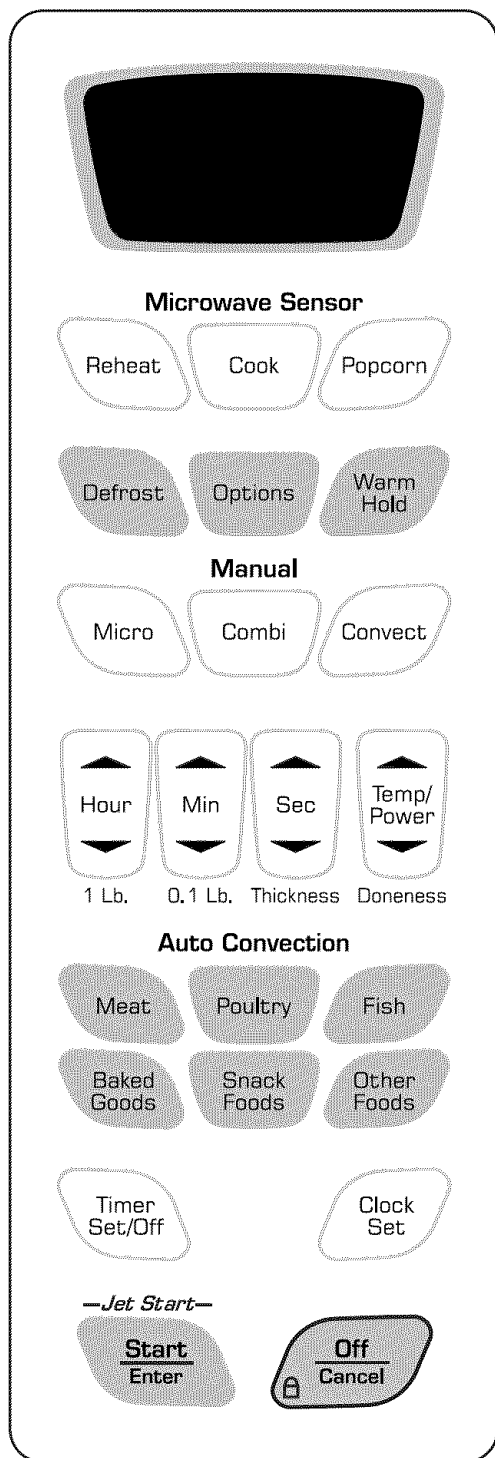 Microwave Sensor
Reheat Cook Popcorn
Defrost Options Warm
Hold
Manual
Micro Combi Convect
Hour Min Sec Temp/
Power
1 Lb. 0.1 Lb. Thickness Doneness
Auto Convection
Meat Poultry Fish
Baked Snack Other
Goods Foods Foods
Timer Clock
Set/Off Set
—Jet Start—
Start Off
Enter Cancel